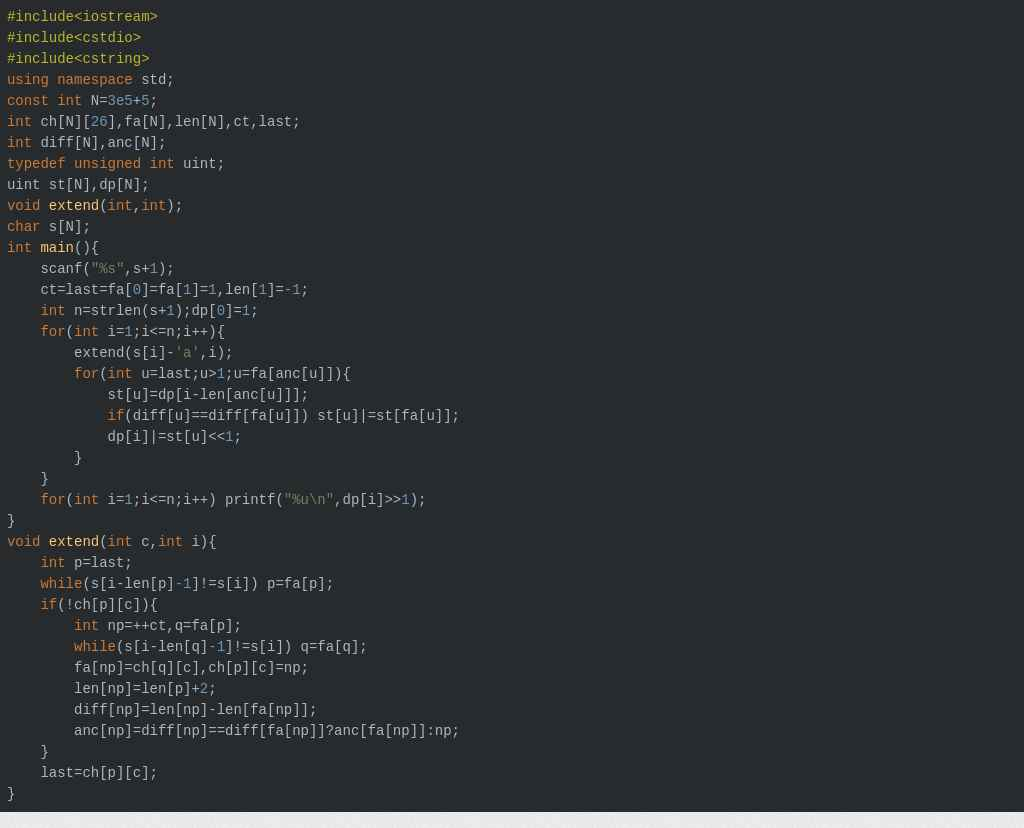 #include<iostream>
#include<cstdio>
#include<cstring>
using namespace std;
const int N=3e5+5;
int ch[N][26],fa[N],len[N],ct,last;
int diff[N],anc[N];
typedef unsigned int uint;
uint st[N],dp[N];
void extend(int,int);
char s[N];
int main(){
    scanf("%s",s+1);
    ct=last=fa[0]=fa[1]=1,len[1]=-1;
    int n=strlen(s+1);dp[0]=1;
    for(int i=1;i<=n;i++){
        extend(s[i]-'a',i);
        for(int u=last;u>1;u=fa[anc[u]]){
            st[u]=dp[i-len[anc[u]]];
            if(diff[u]==diff[fa[u]]) st[u]|=st[fa[u]];
            dp[i]|=st[u]<<1;
        }
    }
    for(int i=1;i<=n;i++) printf("%u\n",dp[i]>>1);
}
void extend(int c,int i){
    int p=last;
    while(s[i-len[p]-1]!=s[i]) p=fa[p];
    if(!ch[p][c]){
        int np=++ct,q=fa[p];
        while(s[i-len[q]-1]!=s[i]) q=fa[q];
        fa[np]=ch[q][c],ch[p][c]=np;
        len[np]=len[p]+2;
        diff[np]=len[np]-len[fa[np]];
        anc[np]=diff[np]==diff[fa[np]]?anc[fa[np]]:np;
    }
    last=ch[p][c];
}